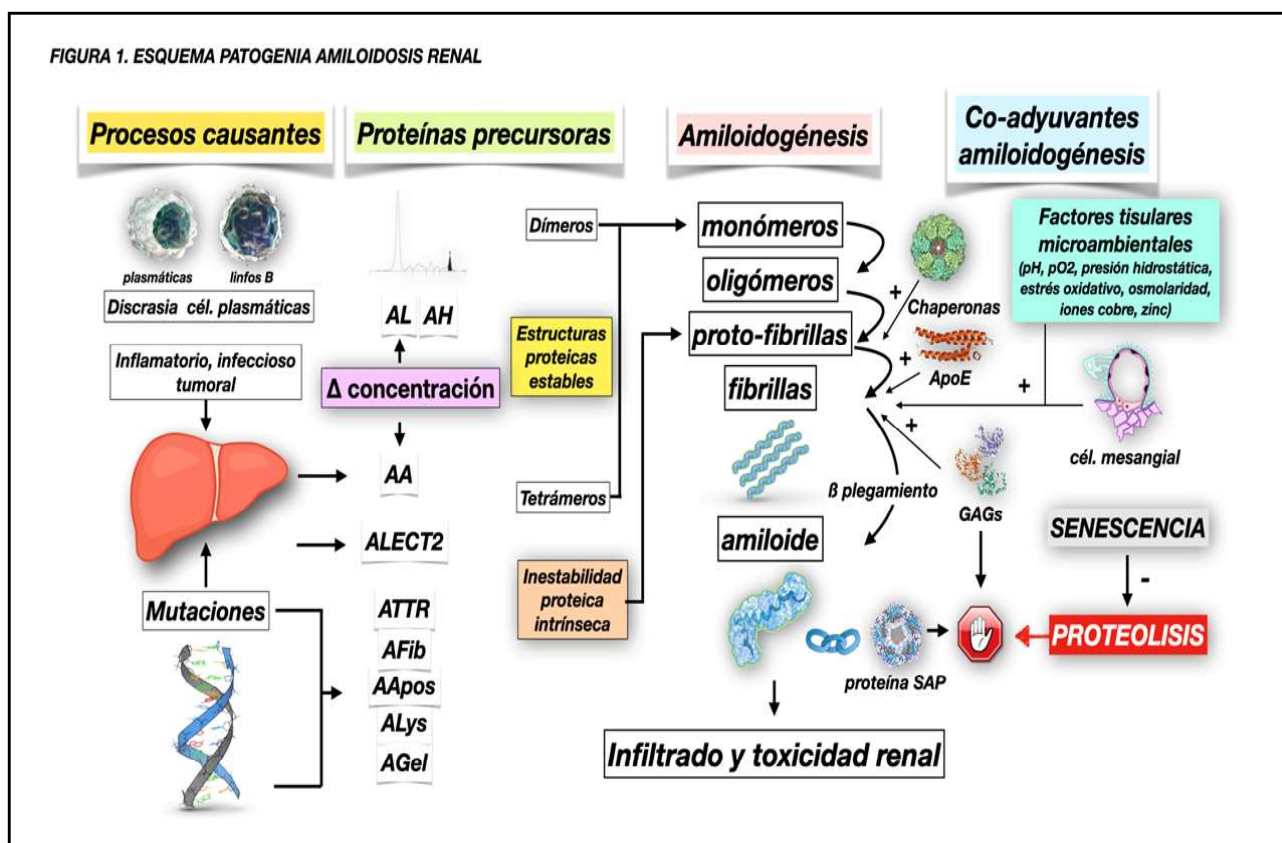 FIGURA 1. ESQUEMA PATOGENIA AMILOIDOSIS RENAL
Procesos causantes
plasmáticas
linfos B
Discrasia cél. plasmáticas
Inflamatorio, infeccioso
tumoral
Mutaciones
Proteínas precursoras
AL
AH
Δ concentración
AA
ALECT2
ATTR
AFib
AApos
ALys
AGel
Dímeros
Estructuras
proteicas
estables
Tetrámeros
Inestabilidad
proteica
intrínseca
Amiloidogénesis
monómeros
oligómeros
proto-fibrillas
fibrillas
ß plegamiento
amiloide
Infiltrado y toxicidad renal
Co-adyuvantes
amiloidogénesis
Factores tisulares
microambientales
(pH, pO2, presión hidrostática,
estrés oxidativo, osmolaridad,
iones cobre, zinc)
+
Chaperonas
+
ApoE
+
+
cél. mesangial
GAGs
SENESCENCIA
-
PROTEOLISIS
proteína SAP